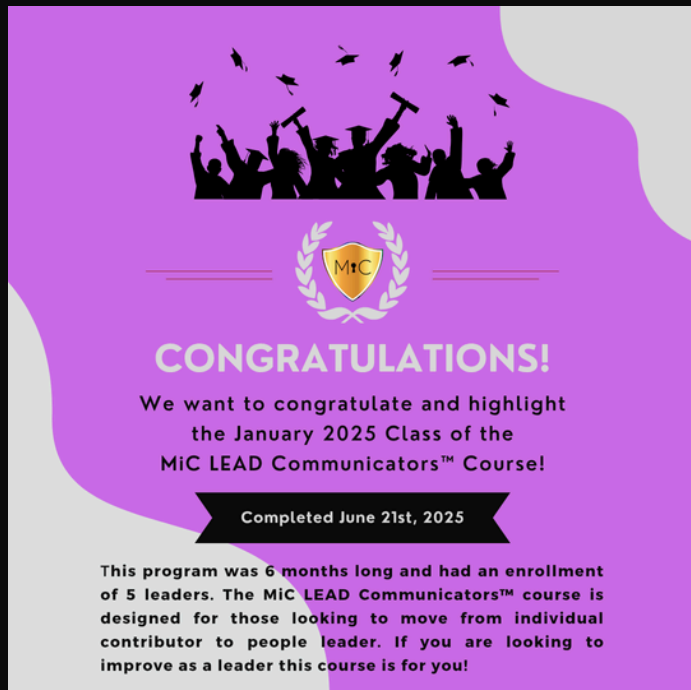 MiC
CONGRATULATIONS!
We want to congratulate and highlight
the January 2025 Class of the
MiC LEAD Communicators™ Course!
Completed June 21st, 2025
This program was 6 months long and had an enrollment
of 5 leaders. The MiC LEAD Communicators™ course is
designed for those looking to move from individual
contributor to people leader. If you are looking to
improve as a leader this course is for you!